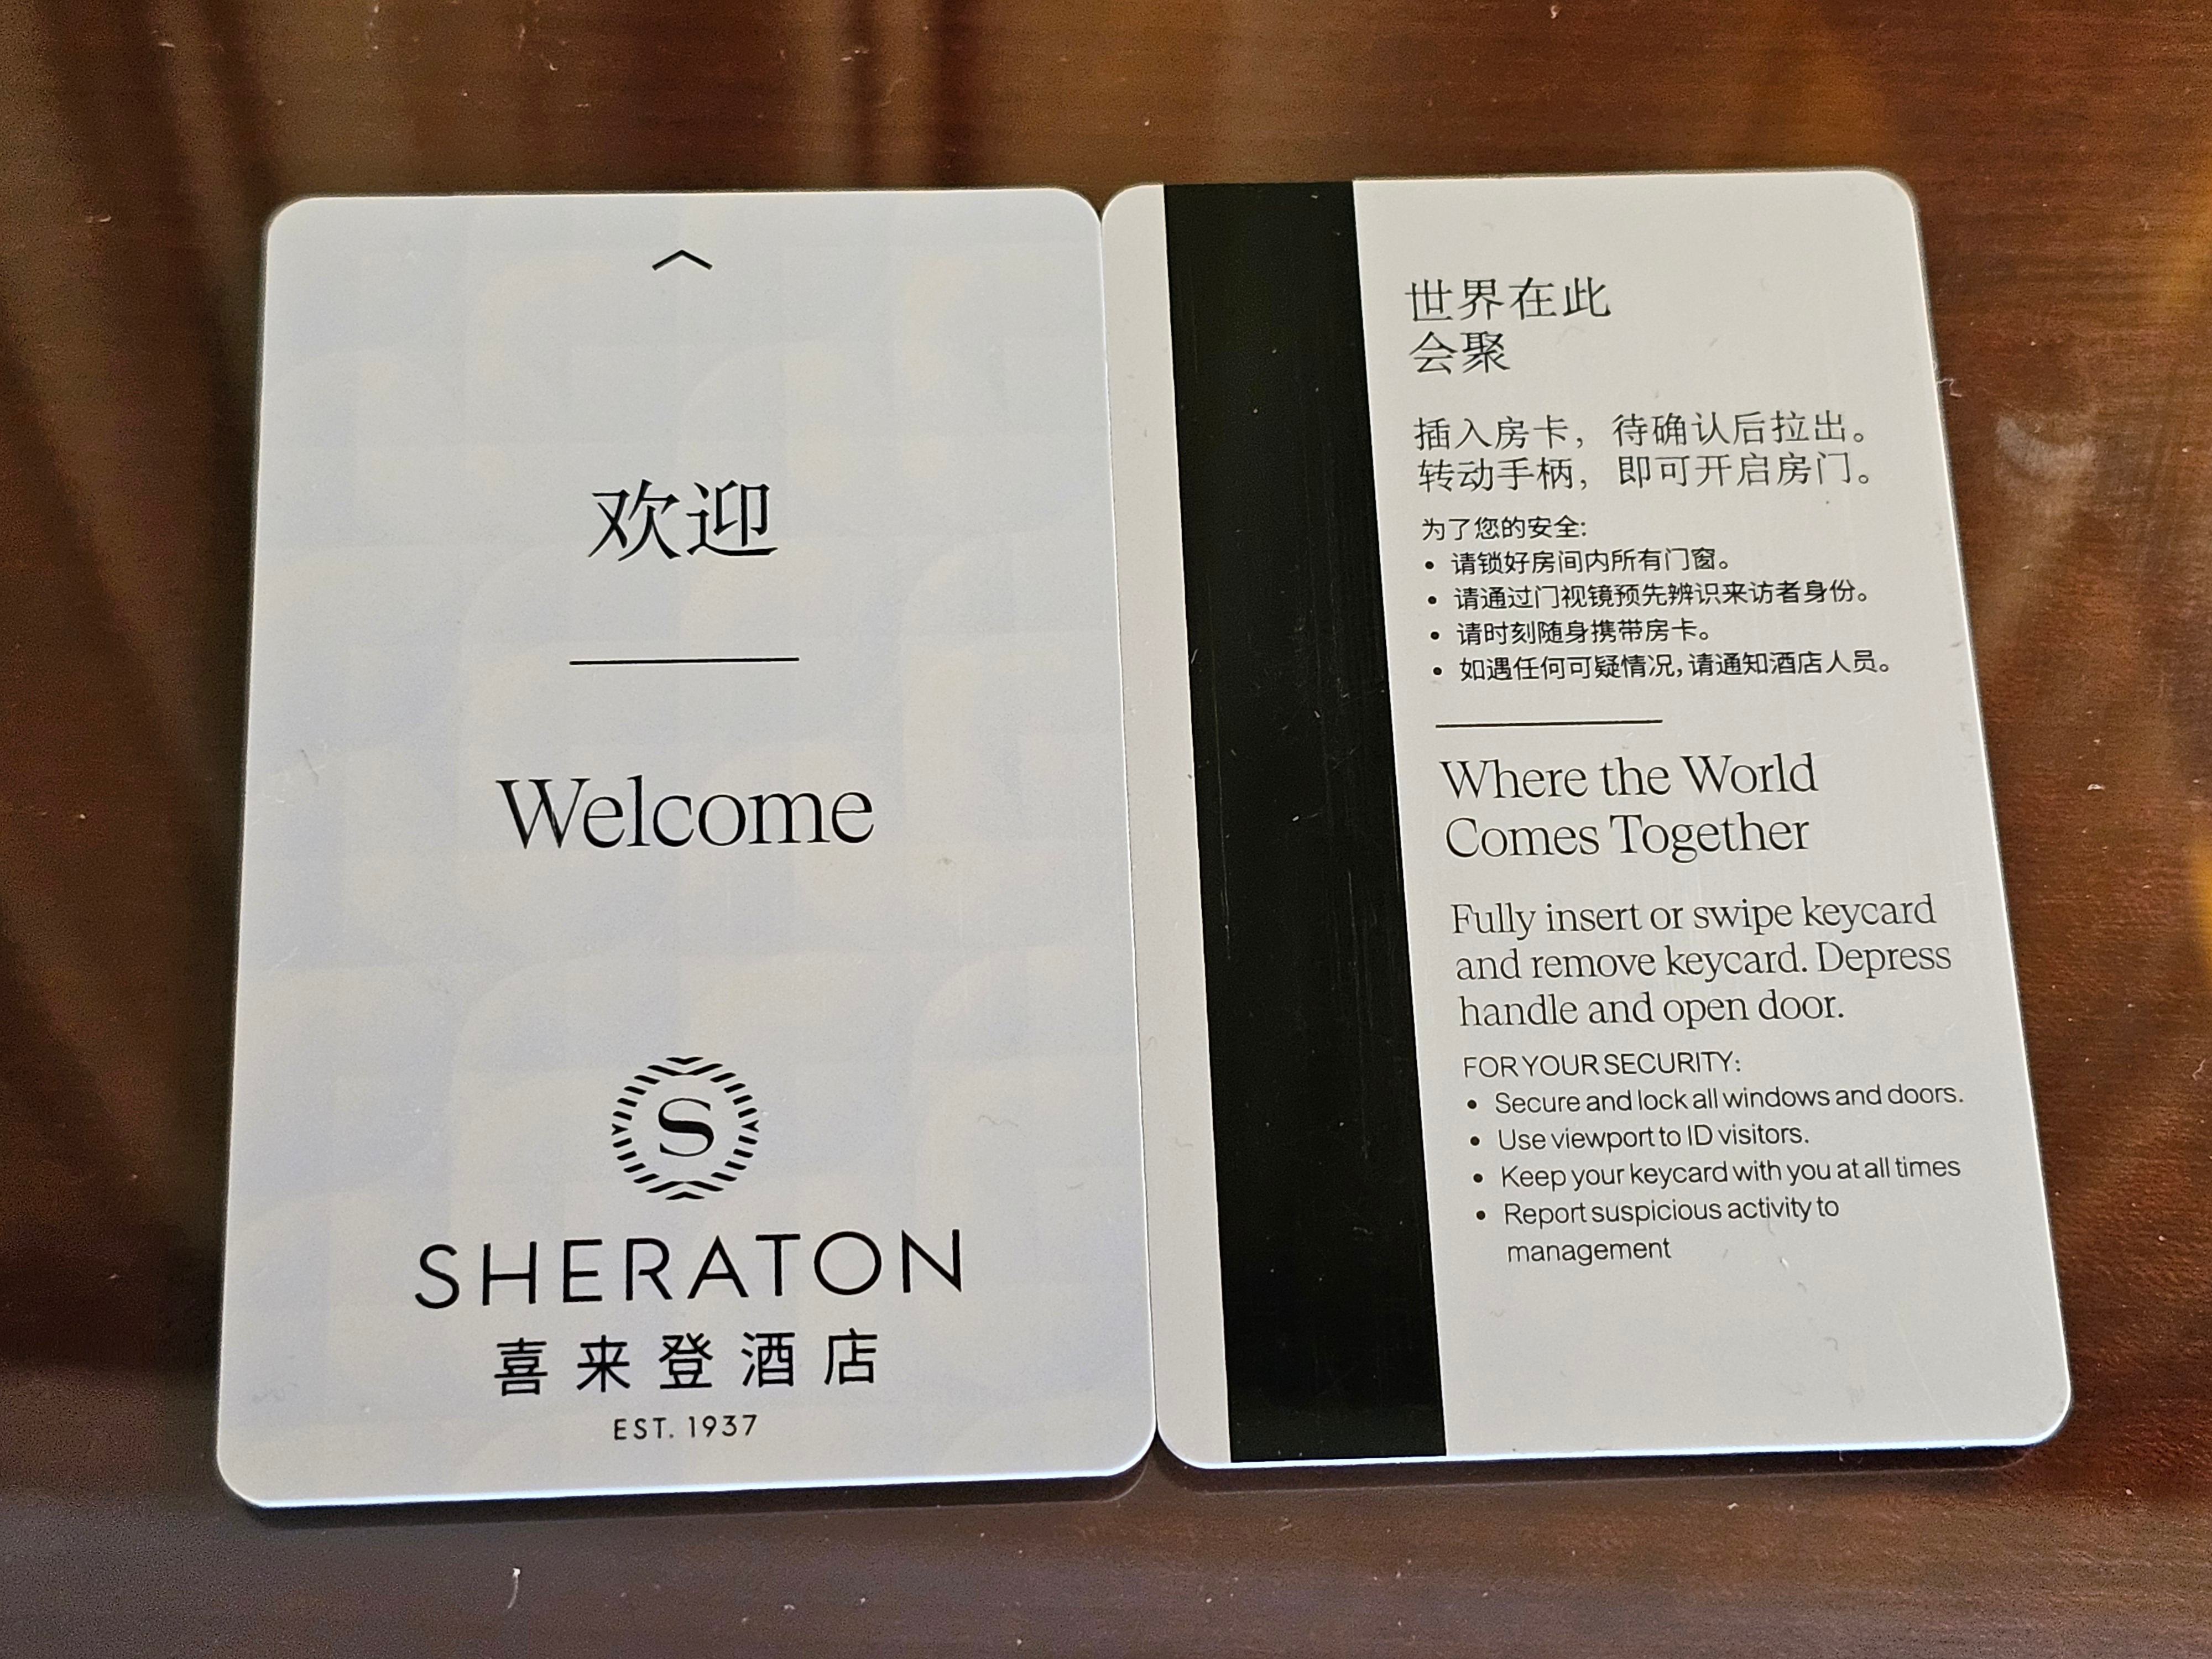 欢迎
Welcome
S
SHERATON
喜来登酒店
EST. 1937
世界在此
会聚
插入房卡，待确认后拉出。
转动手柄，即可开启房门。
为了您的安全:
• 请锁好房间内所有门窗。
• 请通过门视镜预先辨识来访者身份。
• 请时刻随身携带房卡。
• 如遇任何可疑情况,请通知酒店人员。
Where the World
Comes Together
Fully insert or swipe keycard
and remove keycard. Depress
handle and open door.
FOR YOUR SECURITY:
• Secure and lock all windows and doors.
• Use viewport to ID visitors.
• Keep your keycard with you at all times
• Report suspicious activity to
management